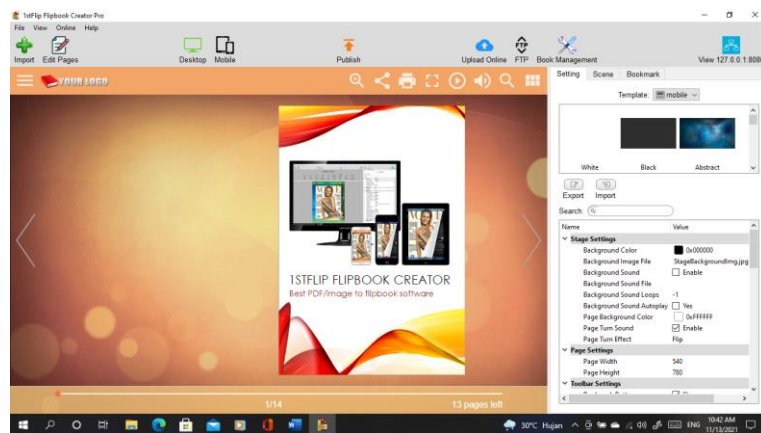 1stFlip Flipbook Creator Pro
File View Online Help
Import Edit Pages Desktop Mobile Publish Upload Online FTP Book Management View 127.0.0.1:808
YOUR LOGO
Setting Scene Bookmark
Template: mobile
White Black Abstract
Export Import
Search:
Name Value
Stage Settings
Background Color 0x000000
Background Image File StageBackgroundImg.jpg
Background Sound Enable
Background Sound File
Background Sound Loops -1
Background Sound Autoplay Yes
Page Background Color 0xFFFFFF
Page Turn Sound Enable
Page Turn Effect Flip
Page Settings
Page Width 540
Page Height 780
Toolbar Settings
VOGUE
1STFLIP FLIPBOOK CREATOR
Best PDF/image to flipbook software
1/14 13 pages left
30°C Hujan ENG 10:42 AM
11/13/2021